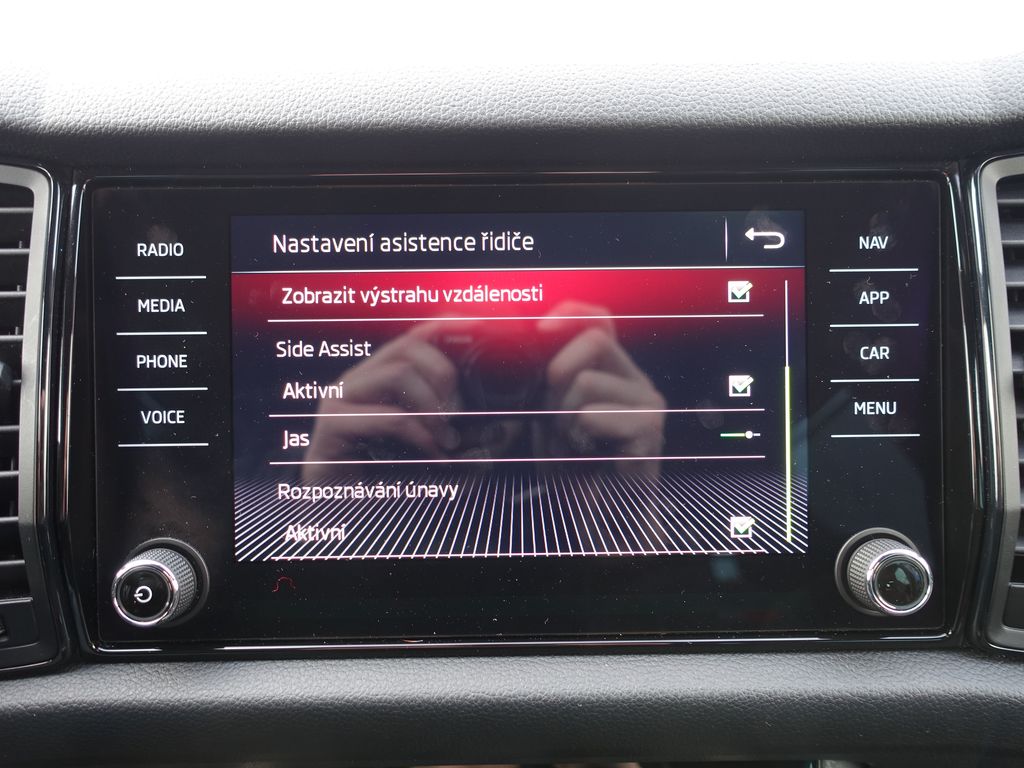 RADIO
MEDIA
PHONE
VOICE
Nastavení asistence řidiče
Zobrazit výstrahu vzdálenosti
Side Assist
Aktivní
Jas
Rozpoznávání únavy
Aktivní
NAV
APP
CAR
MENU